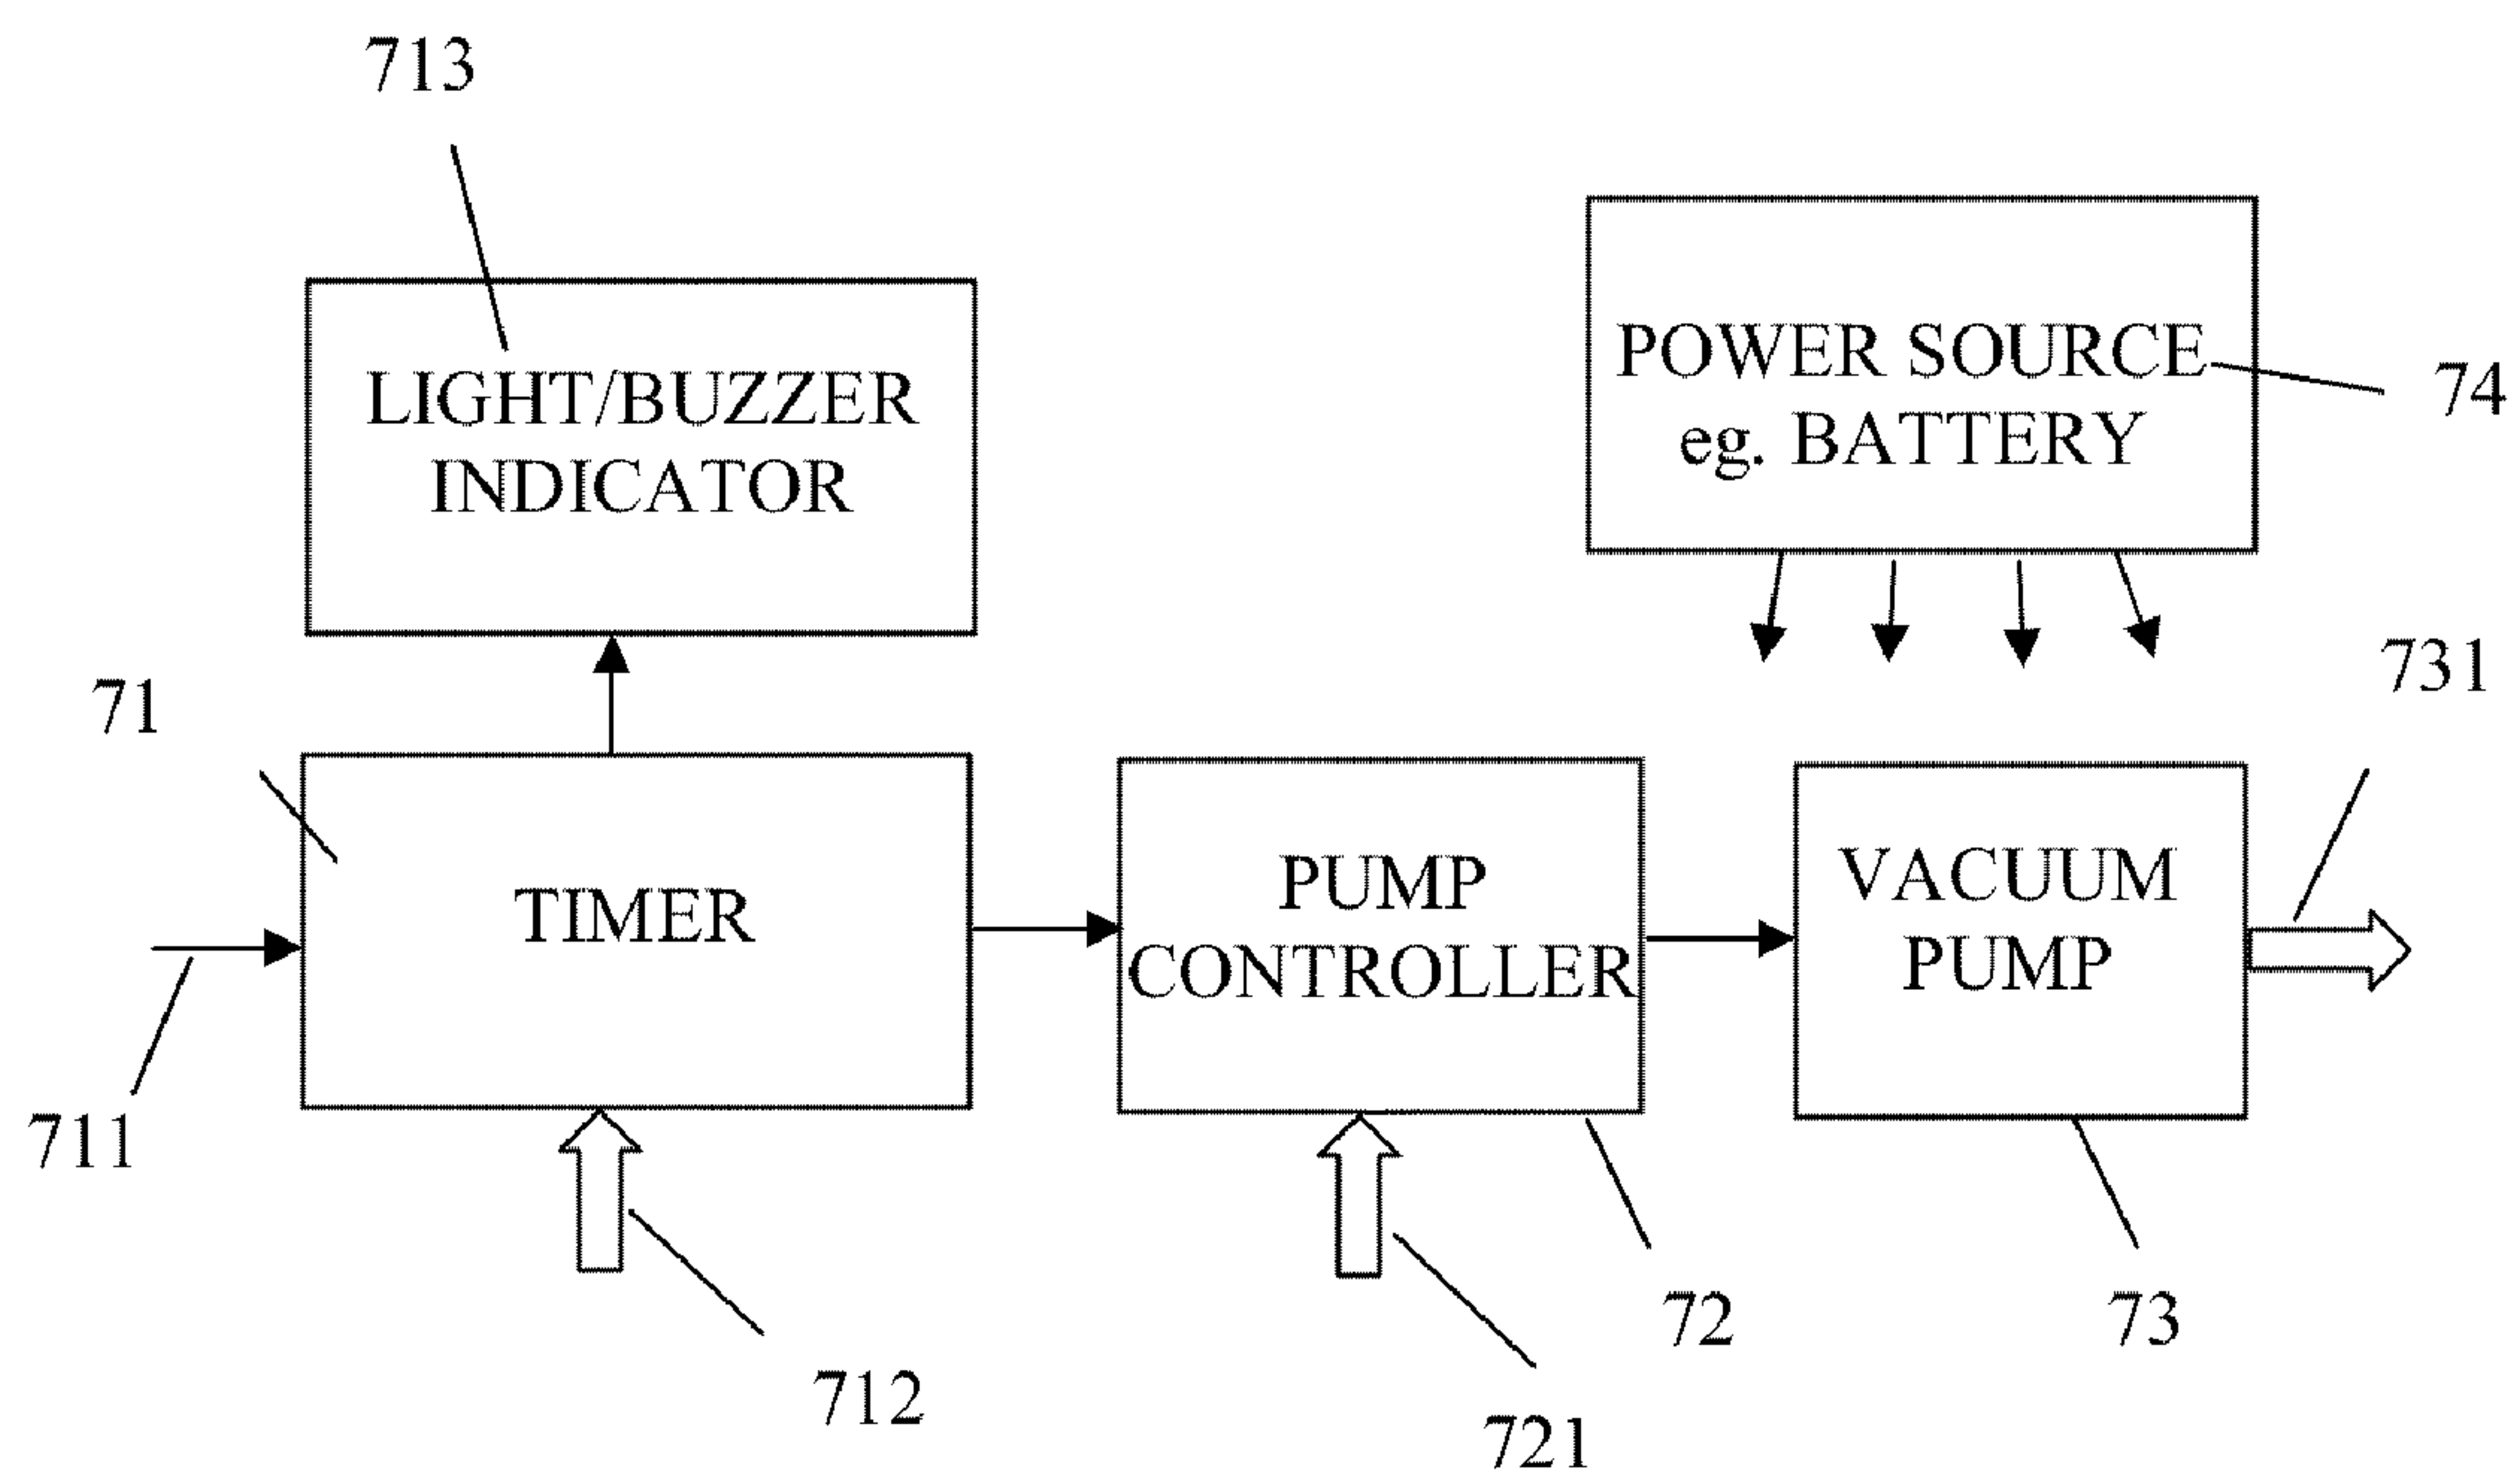 713
LIGHT/BUZZER
INDICATOR
POWER SOURCE
eg. BATTERY
74
71
731
TIMER
PUMP
CONTROLLER
VACUUM
PUMP
711
712
721
72
73